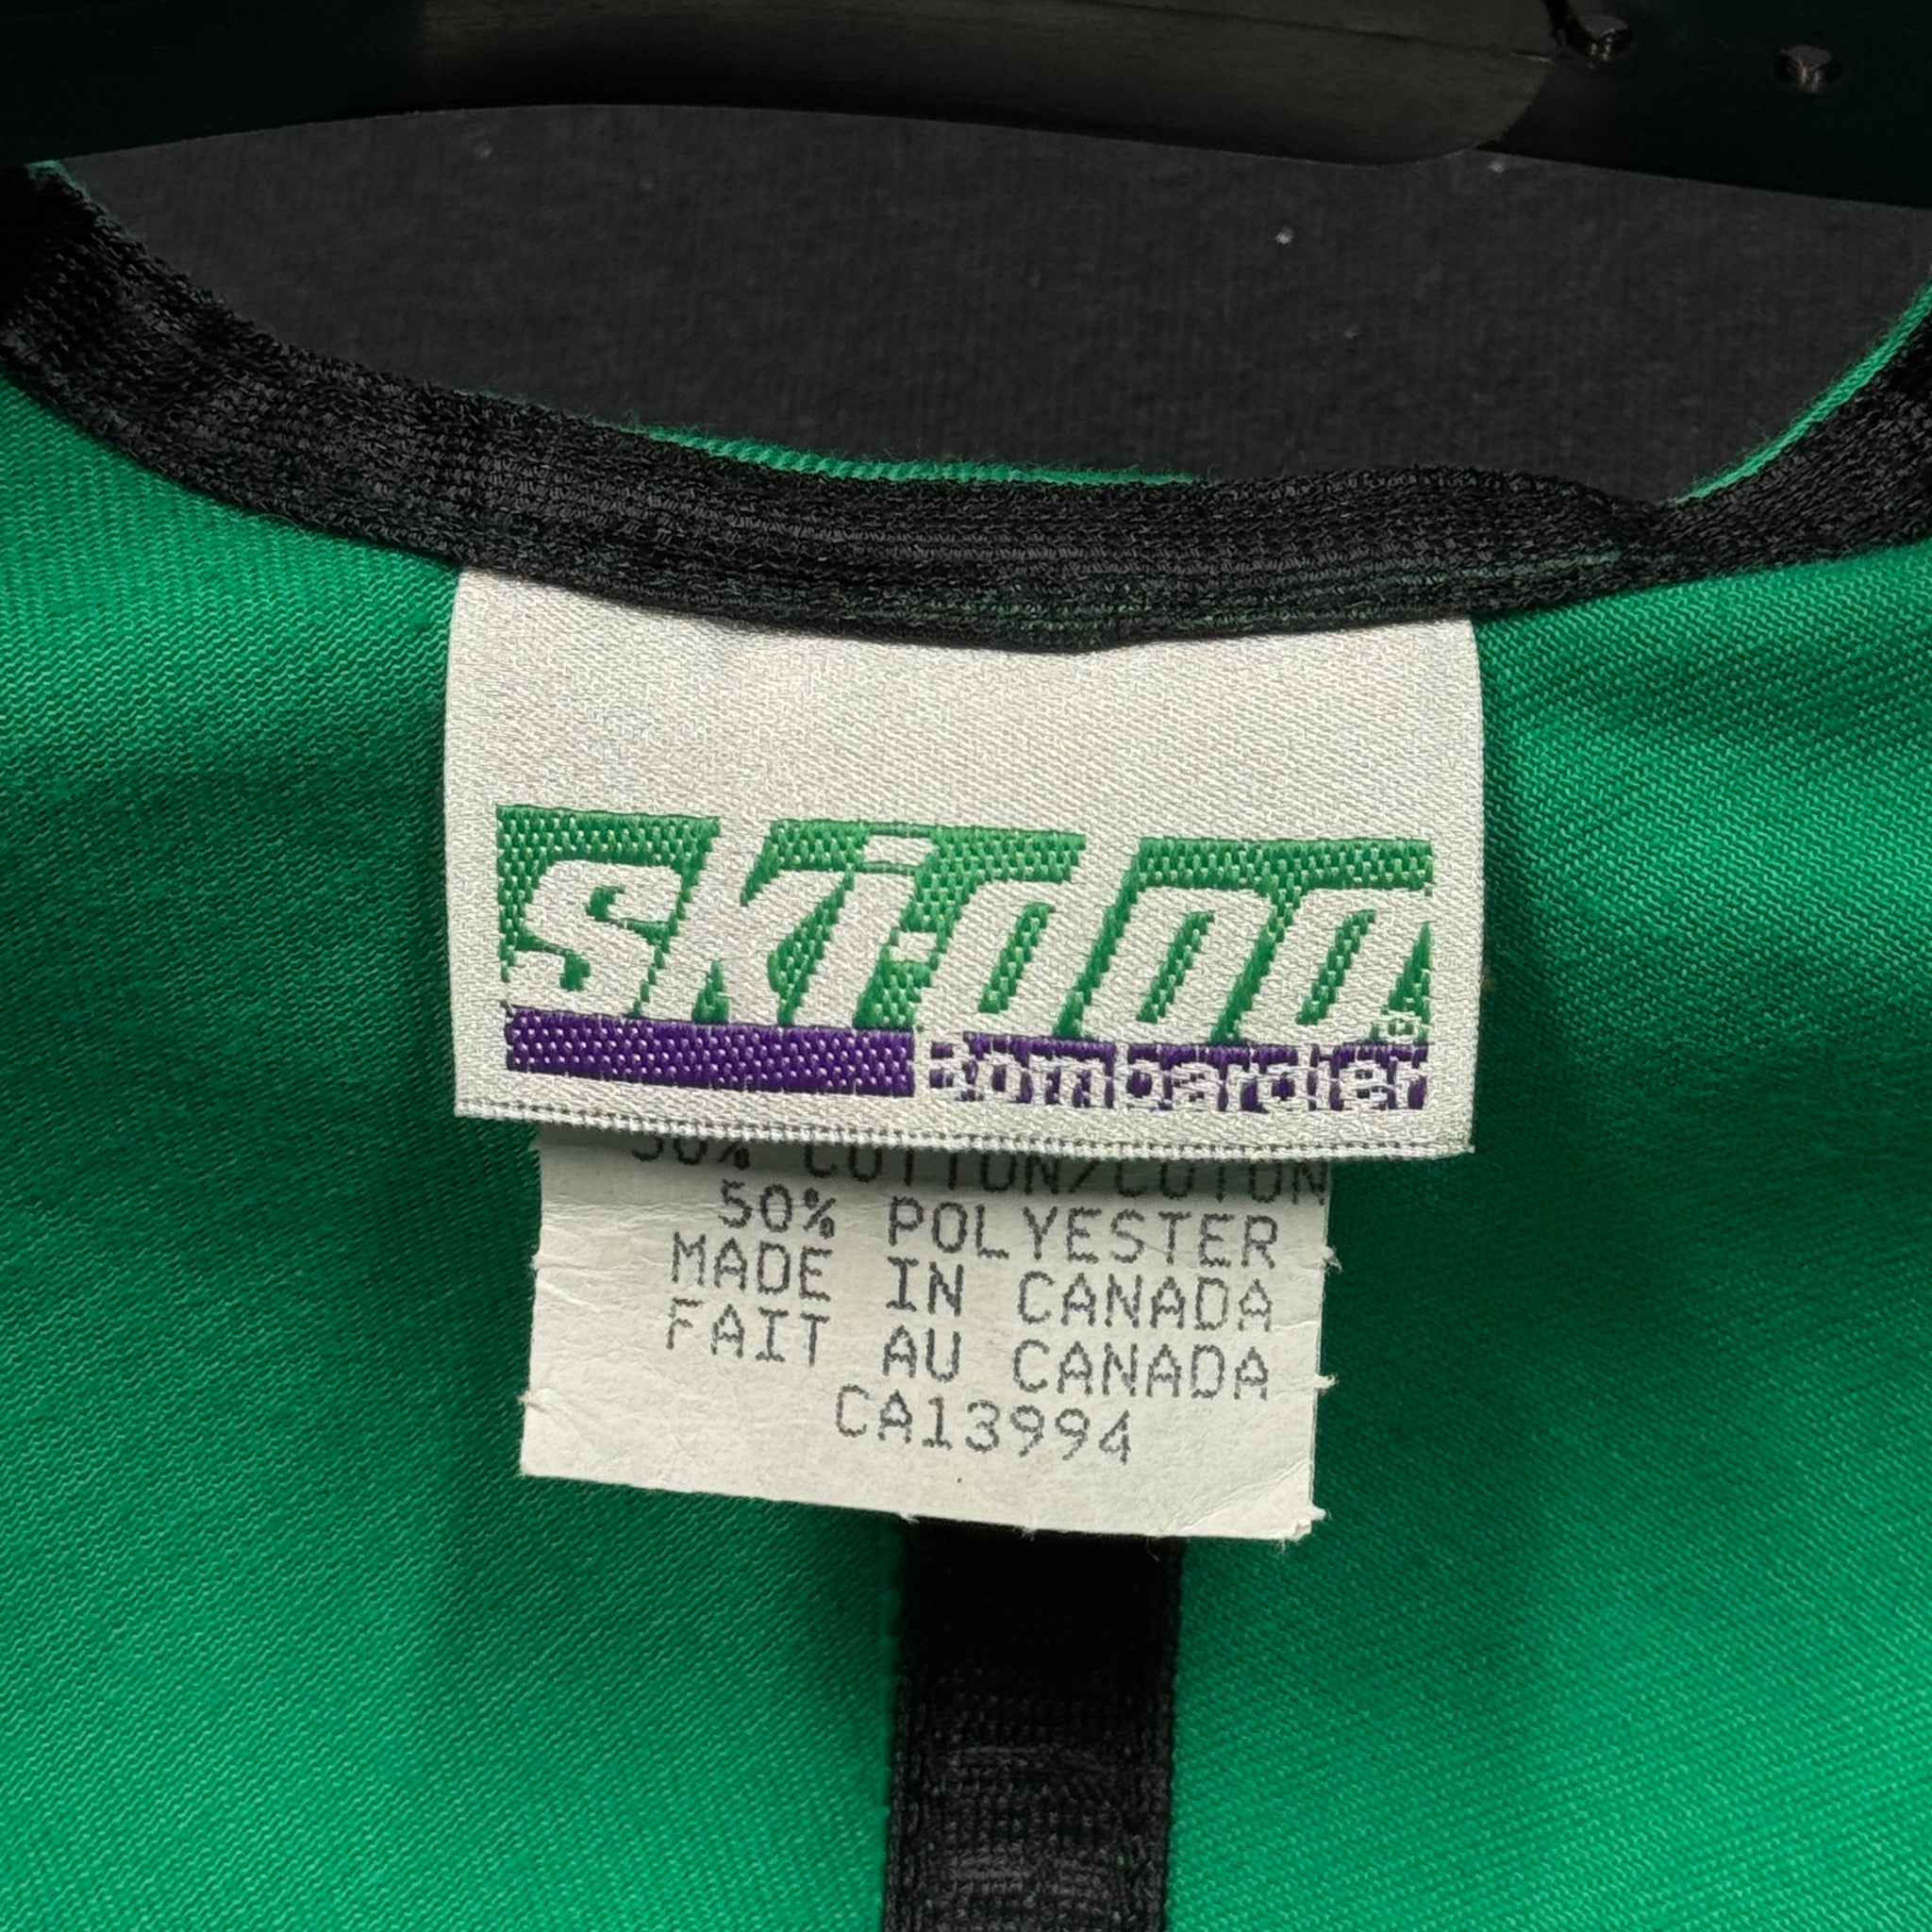 ski-doo®
Bombardier
50% COTTON/COTON
50% POLYESTER
MADE IN CANADA
FAIT AU CANADA
CA13994